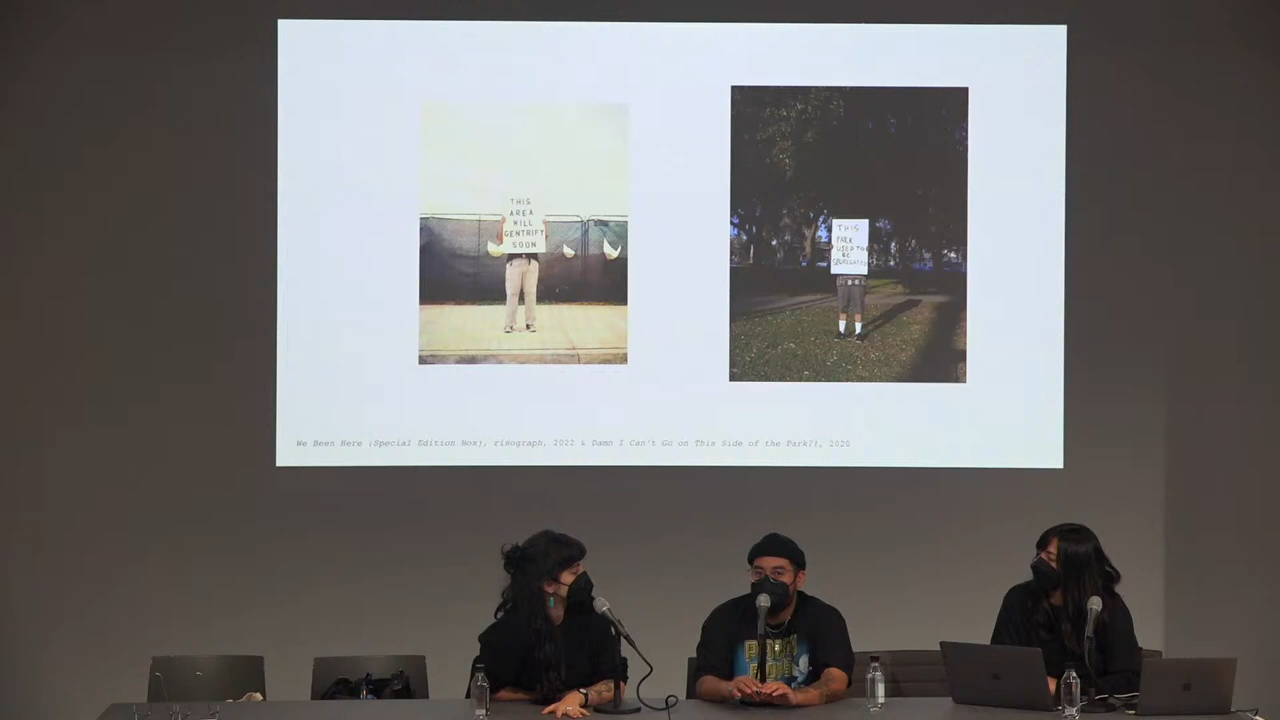 THIS
AREA
WILL
GENTRIFY
SOON
THIS
PARK
USED TO
BE
SEGREGATED
We Been Here (Special Edition Box), risograph, 2022 & Damn I Can't Go on This Side of the Park?!, 2020